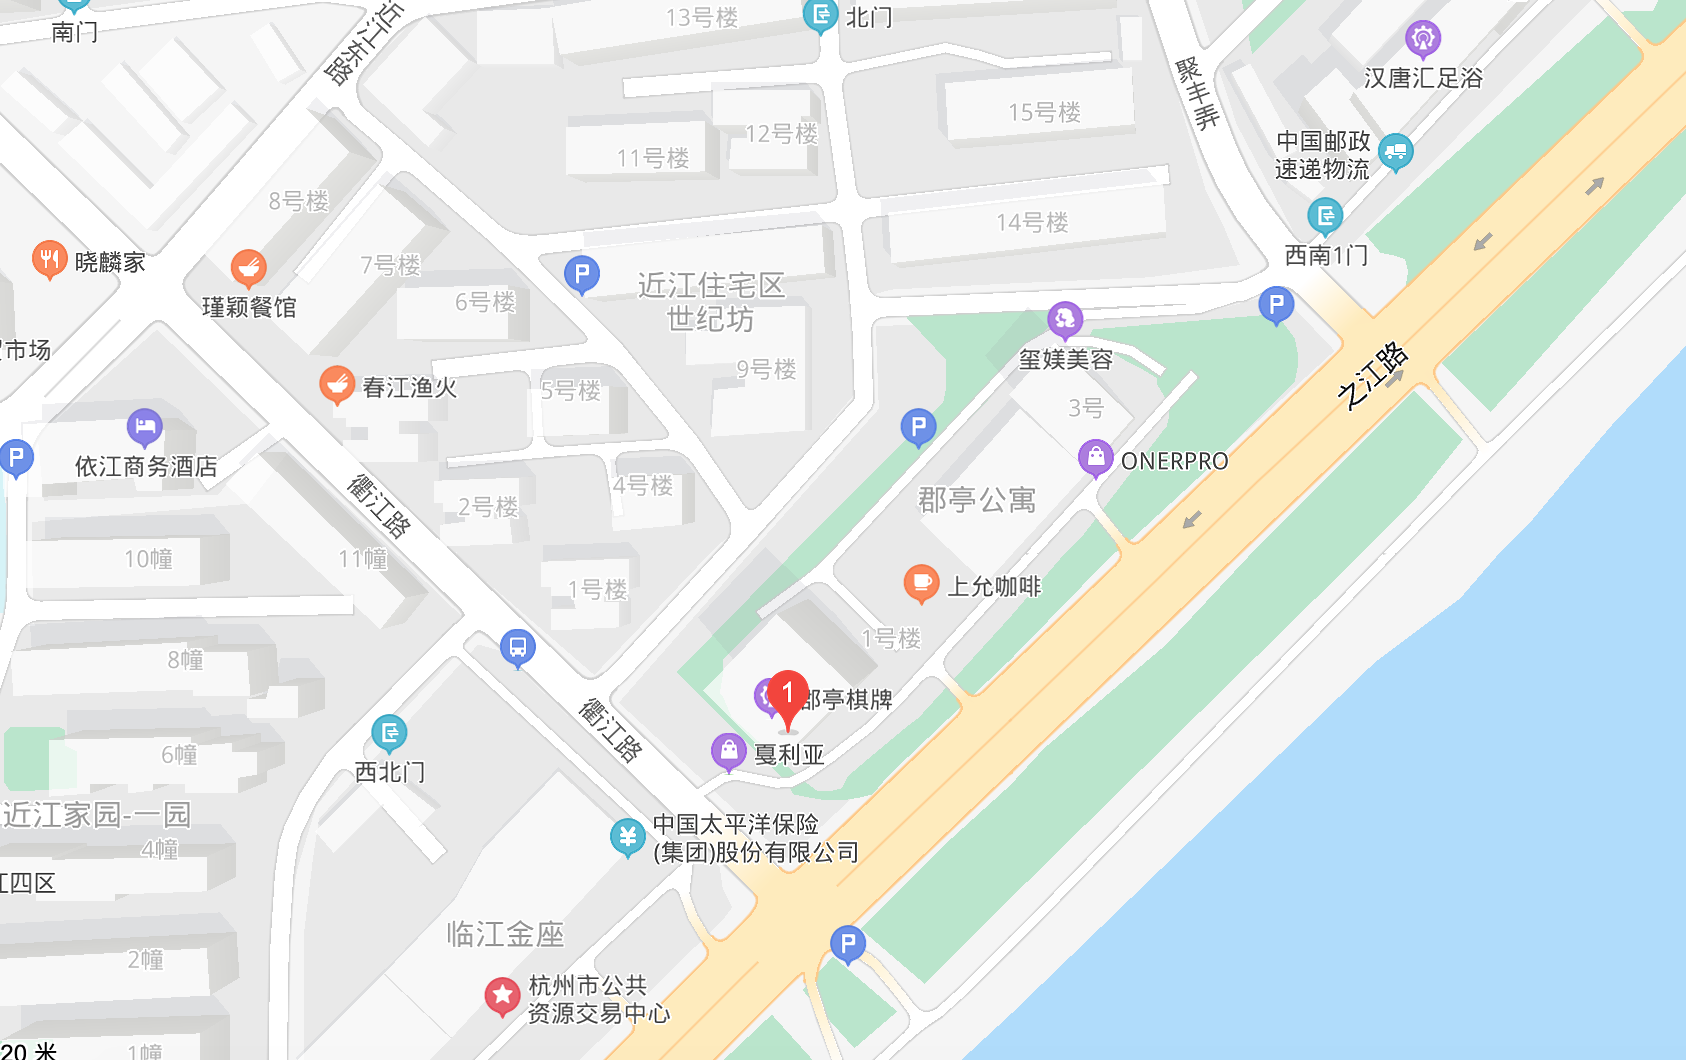 南门
近江东路
13号楼
北门
聚丰弄
汉唐汇足浴
15号楼
12号楼
11号楼
中国邮政
速递物流
8号楼
14号楼
西南1门
晓麟家
7号楼
瑾颖餐馆
6号楼
近江住宅区
世纪坊
市场
玺媄美容
之江路
9号楼
春江渔火
5号楼
3号
依江商务酒店
ONERPRO
衢江路
2号楼
4号楼
郡亭公寓
10幢
11幢
1号楼
上允咖啡
1号楼
8幢
1
郡亭棋牌
衢江路
6幢
戛利亚
西北门
近江家园-一园
中国太平洋保险
(集团)股份有限公司
4幢
江四区
临江金座
2幢
杭州市公共
资源交易中心
20 米
1幢